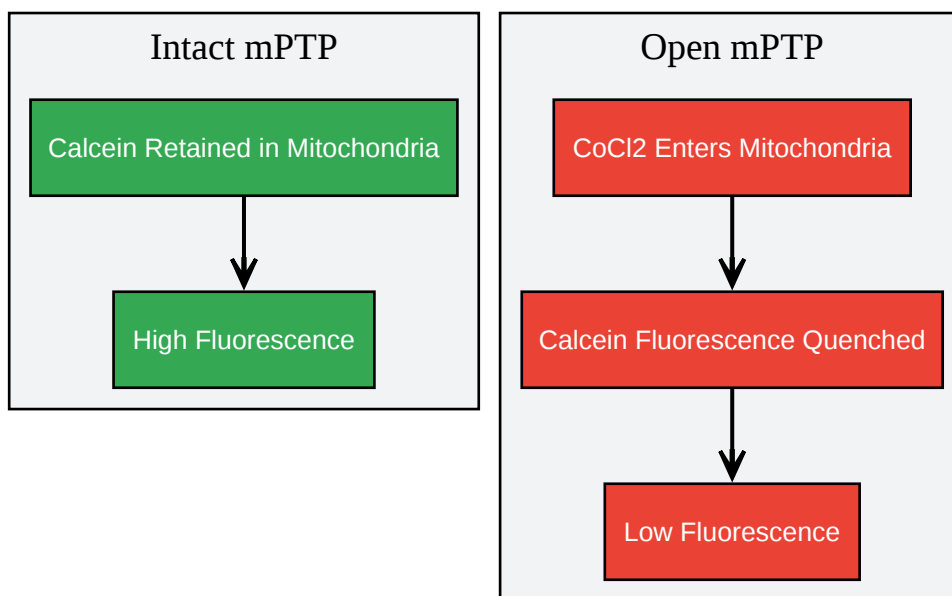 Intact mPTP
Calcein Retained in Mitochondria
High Fluorescence
Open mPTP
CoCl2 Enters Mitochondria
Calcein Fluorescence Quenched
Low Fluorescence